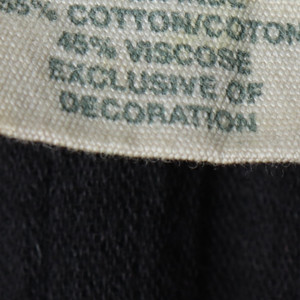 55% COTTON/COTON
45% VISCOSE
EXCLUSIVE OF
DECORATION